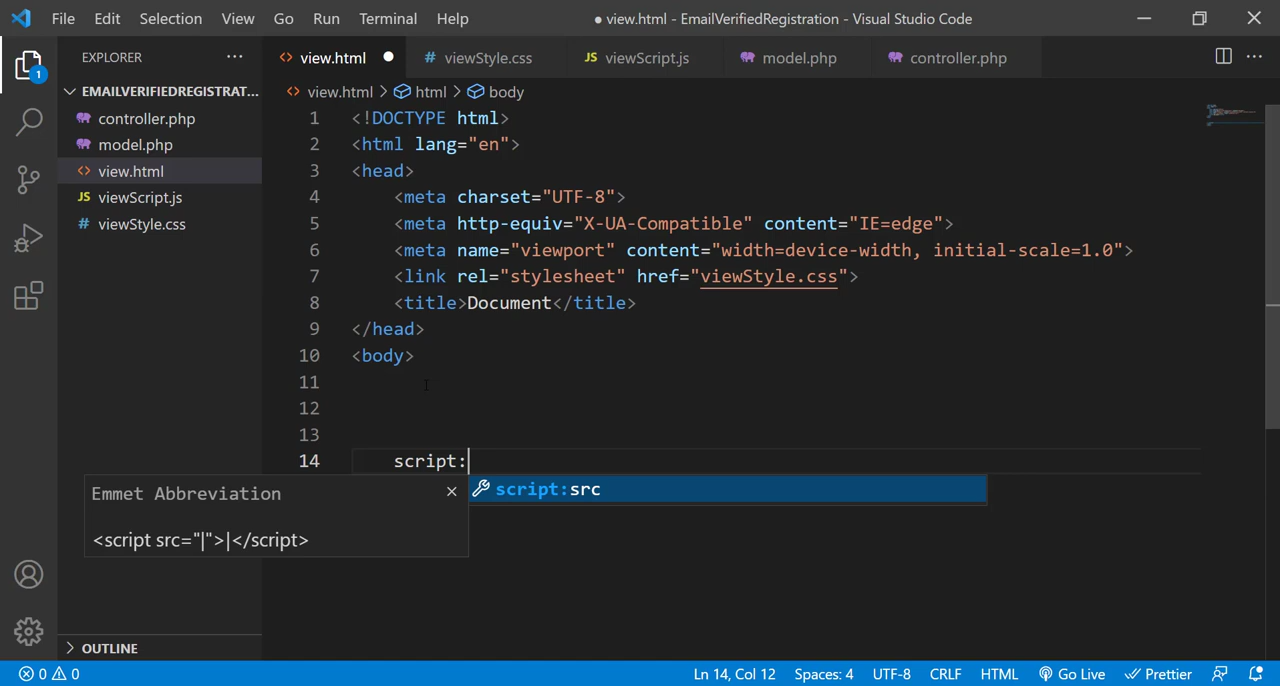 File Edit Selection View Go Run Terminal Help
● view.html - EmailVerifiedRegistration - Visual Studio Code
EXPLORER
view.html
# viewStyle.css
JS viewScript.js
model.php
controller.php
1
EMAILVERIFIEDREGISTRAT...
controller.php
model.php
view.html
JS viewScript.js
# viewStyle.css
view.html > html > body
1 <!DOCTYPE html>
2 <html lang="en">
3 <head>
4 <meta charset="UTF-8">
5 <meta http-equiv="X-UA-Compatible" content="IE=edge">
6 <meta name="viewport" content="width=device-width, initial-scale=1.0">
7 <link rel="stylesheet" href="viewStyle.css">
8 <title>Document</title>
9 </head>
10 <body>
11
12
13
14 script:
script:src
Emmet Abbreviation
<script src="|">|</script>
OUTLINE
0 0
Ln 14, Col 12 Spaces: 4 UTF-8 CRLF HTML Go Live Prettier